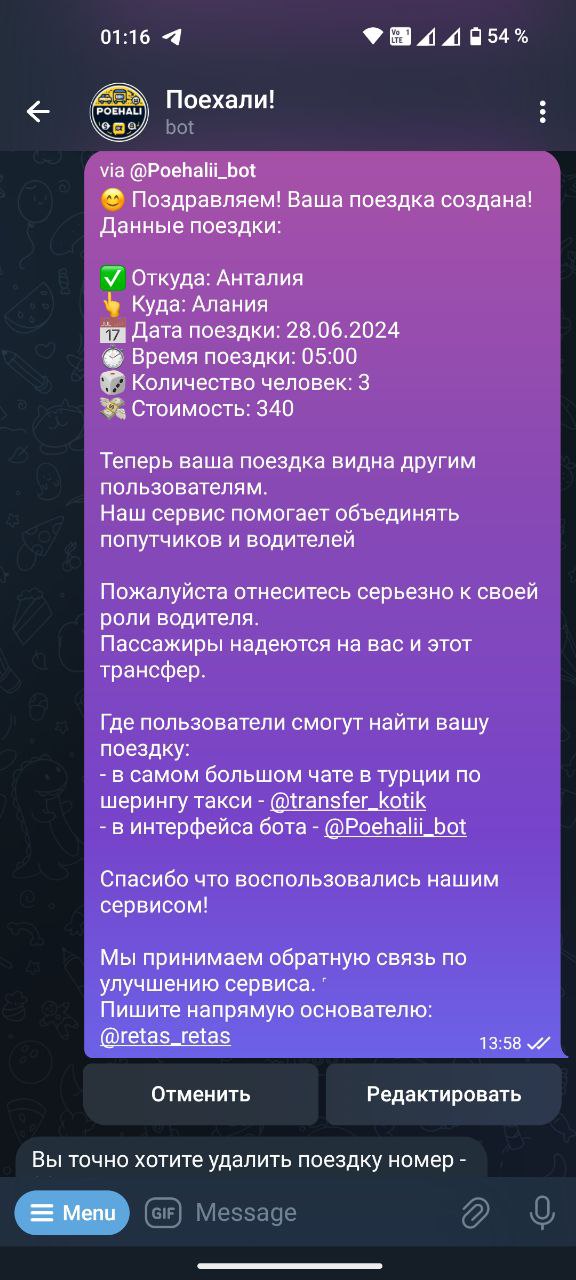 01:16
Vo 1
LTE
54 %
POEHALI
Поехали!
bot
via @Poehalii_bot
😊 Поздравляем! Ваша поездка создана!
Данные поездки:
✅ Откуда: Анталия
👆 Куда: Алания
📅 Дата поездки: 28.06.2024
⏱ Время поездки: 05:00
🎲 Количество человек: 3
💸 Стоимость: 340
Теперь ваша поездка видна другим
пользователям.
Наш сервис помогает объединять
попутчиков и водителей
Пожалуйста отнеситесь серьезно к своей
роли водителя.
Пассажиры надеются на вас и этот
трансфер.
Где пользователи смогут найти вашу
поездку:
- в самом большом чате в турции по
шерингу такси - @transfer_kotik
- в интерфейса бота - @Poehalii_bot
Спасибо что воспользовались нашим
сервисом!
Мы принимаем обратную связь по
улучшению сервиса. ʹ
Пишите напрямую основателю:
@retas_retas
13:58
Отменить
Редактировать
Вы точно хотите удалить поездку номер -
Menu
GIF
Message